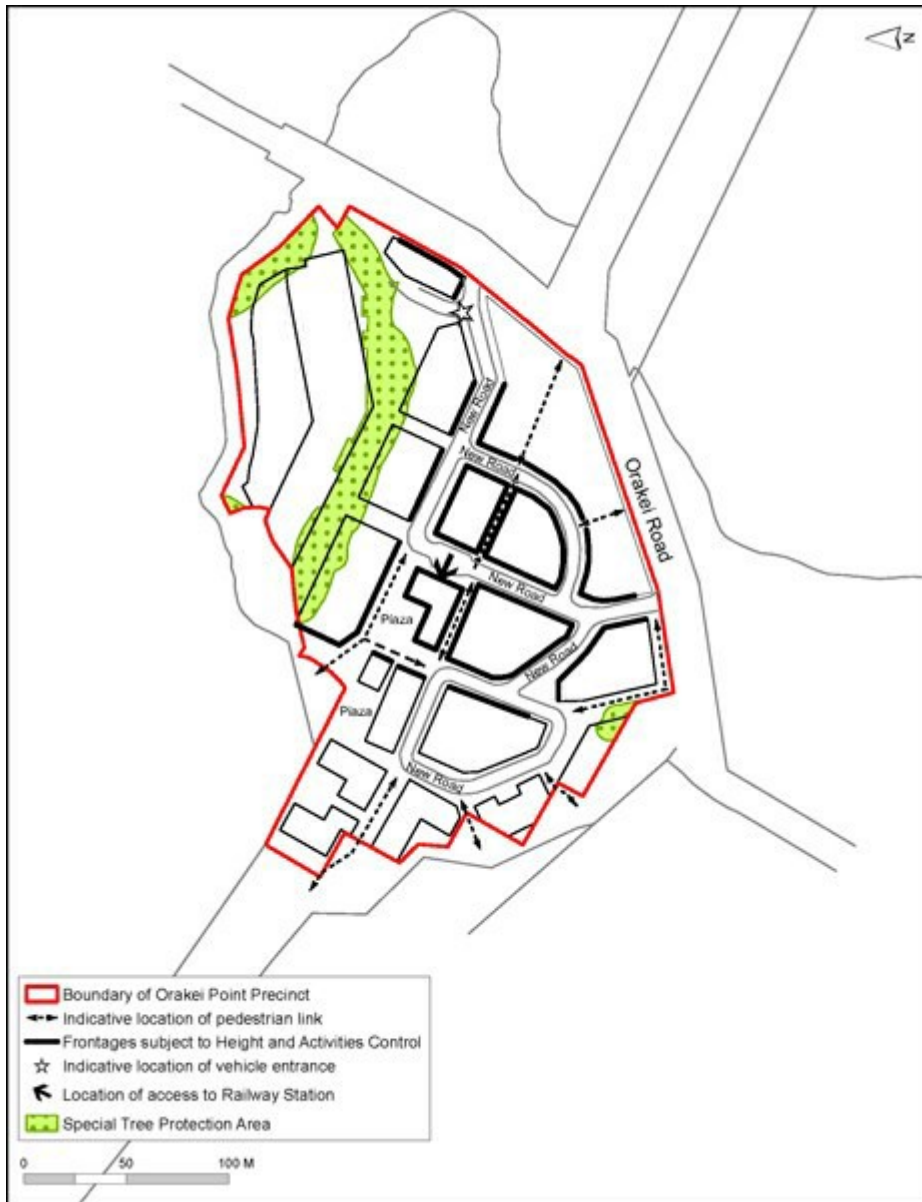 N
New Road
New Road
Orakei Road
New Road
Plaza
New Road
Plaza
New Road
Boundary of Orakei Point Precinct
Indicative location of pedestrian link
Frontages subject to Height and Activities Control
Indicative location of vehicle entrance
Location of access to Railway Station
Special Tree Protection Area
0 50 100 M